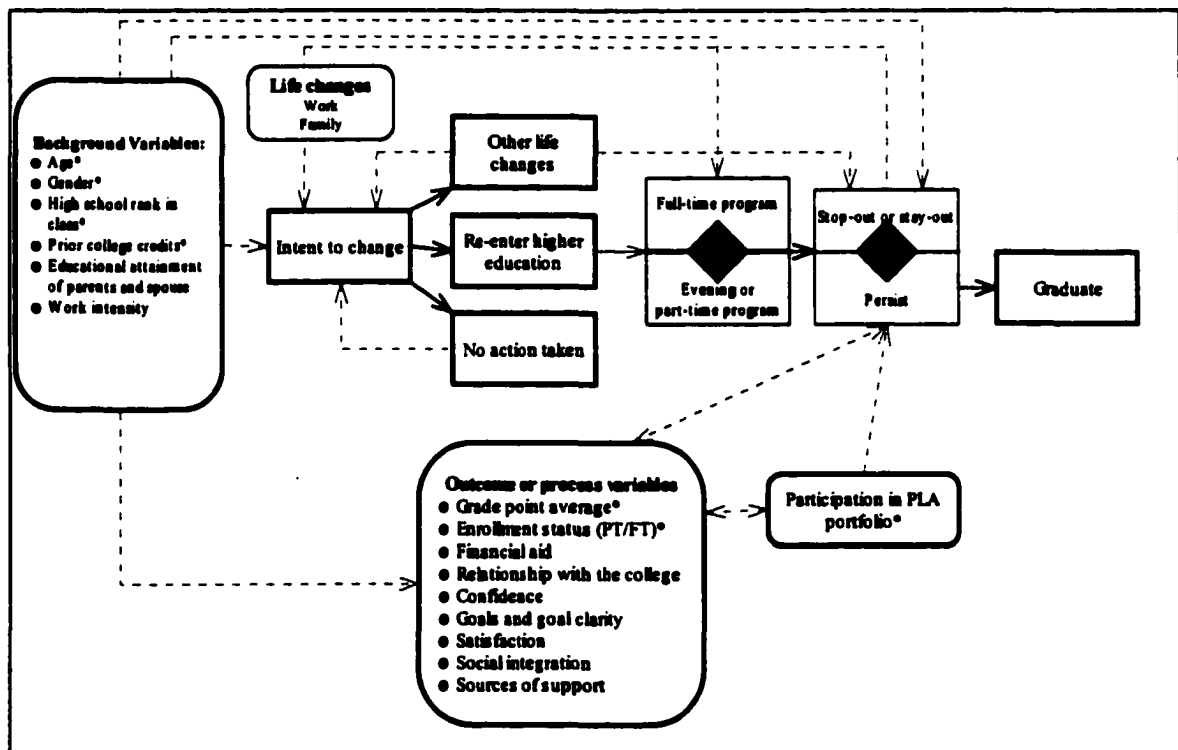 Life changes
Work
Family
Background Variables:
● Age*
● Gender*
● High school rank in
class*
● Prior college credits*
● Educational attainment
of parents and spouse
● Work intensity
Intent to change
Other life
changes
Re-enter higher
education
No action taken
Full-time program
Evening or
part-time program
Stop-out or stay-out
Persist
Graduate
Outcome or process variables
● Grade point average*
● Enrollment status (PT/FT)*
● Financial aid
● Relationship with the college
● Confidence
● Goals and goal clarity
● Satisfaction
● Social integration
● Sources of support
Participation in PLA
portfolio*